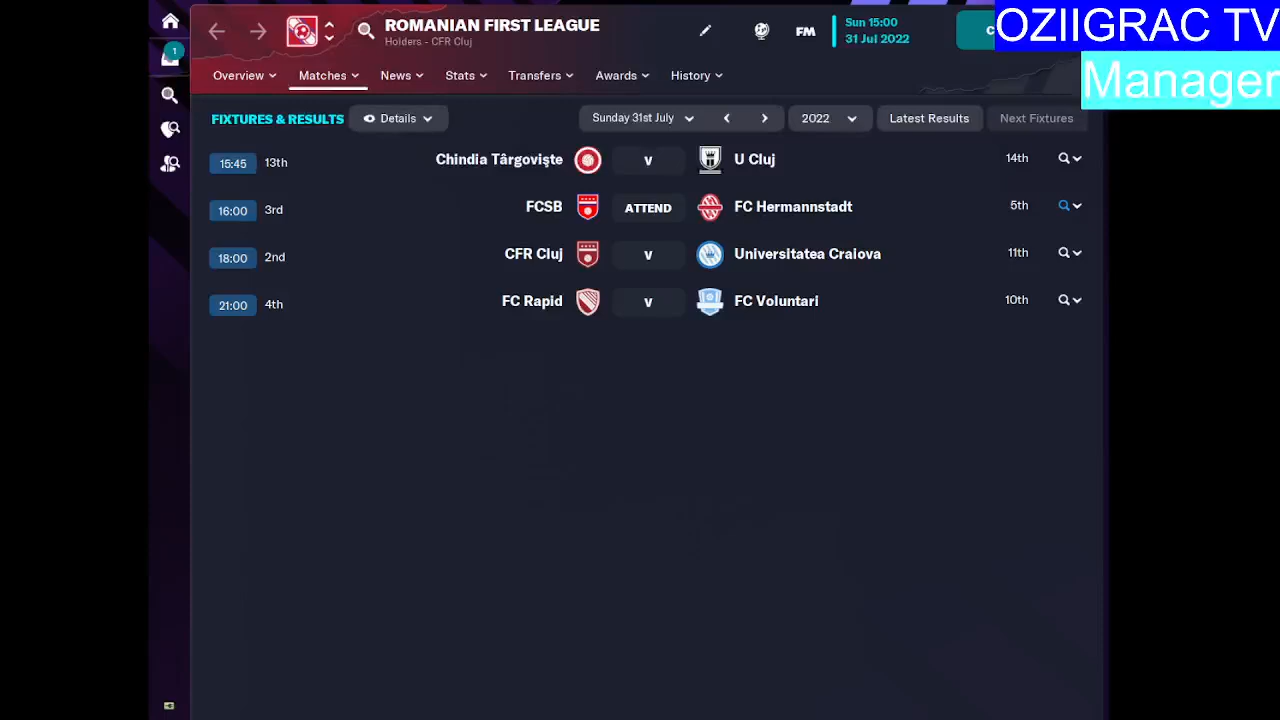 1
ROMANIAN FIRST LEAGUE
Holders - CFR Cluj
FM
Sun 15:00
31 Jul 2022
C
OZIIGRAC TV
Manager
Overview
Matches
News
Stats
Transfers
Awards
History
FIXTURES & RESULTS
Details
Sunday 31st July
2022
Latest Results
Next Fixtures
15:45 13th Chindia Târgovişte v U Cluj 14th
16:00 3rd FCSB ATTEND FC Hermannstadt 5th
18:00 2nd CFR Cluj v Universitatea Craiova 11th
21:00 4th FC Rapid v FC Voluntari 10th